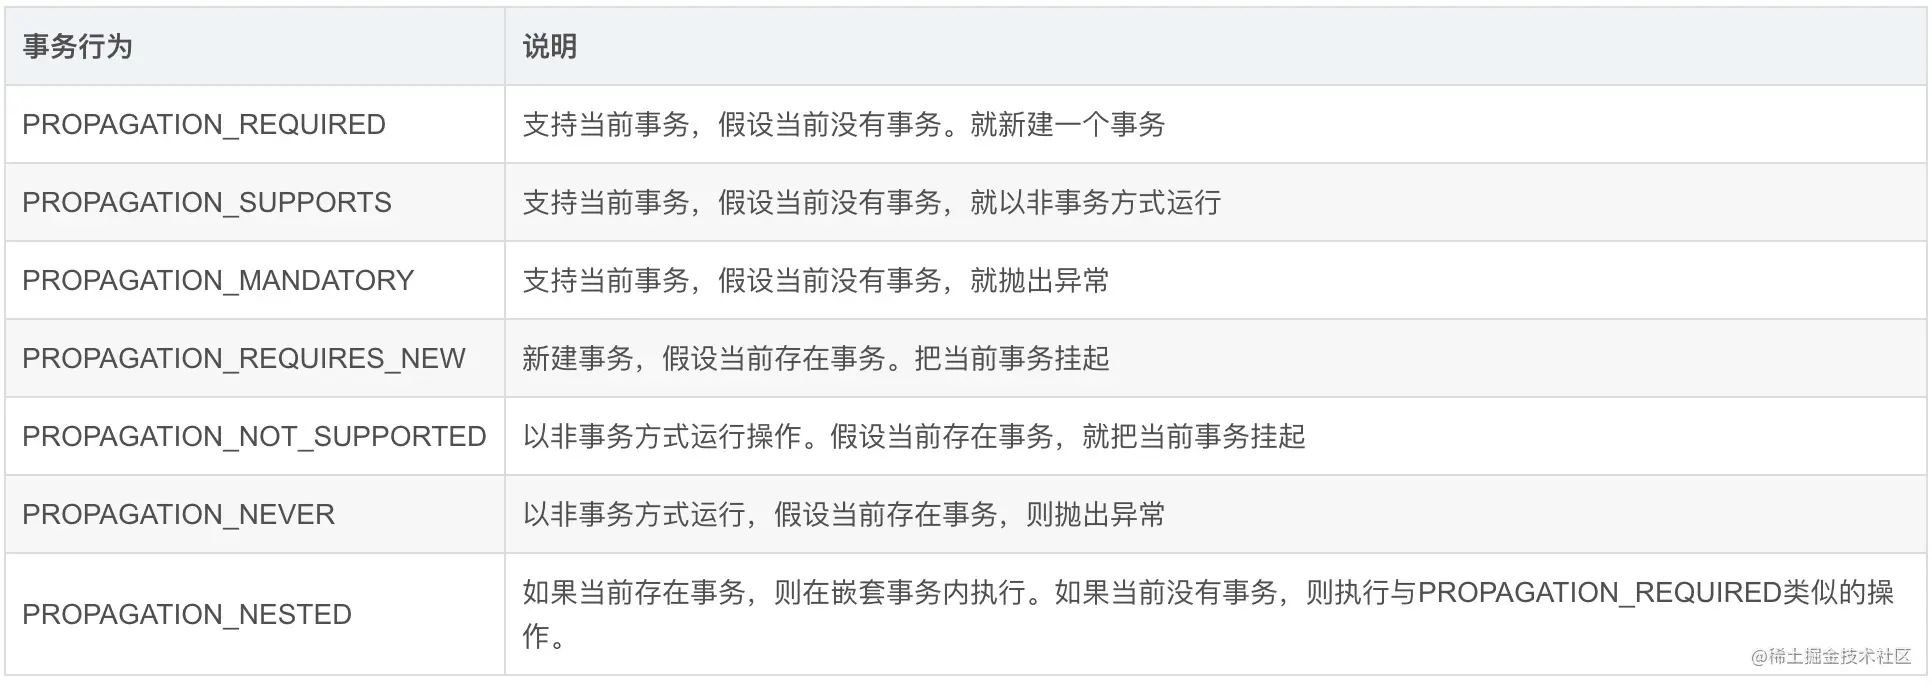 事务行为 说明
PROPAGATION_REQUIRED 支持当前事务，假设当前没有事务。就新建一个事务
PROPAGATION_SUPPORTS 支持当前事务，假设当前没有事务，就以非事务方式运行
PROPAGATION_MANDATORY 支持当前事务，假设当前没有事务，就抛出异常
PROPAGATION_REQUIRES_NEW 新建事务，假设当前存在事务。把当前事务挂起
PROPAGATION_NOT_SUPPORTED 以非事务方式运行操作。假设当前存在事务，就把当前事务挂起
PROPAGATION_NEVER 以非事务方式运行，假设当前存在事务，则抛出异常
PROPAGATION_NESTED 如果当前存在事务，则在嵌套事务内执行。如果当前没有事务，则执行与PROPAGATION_REQUIRED类似的操
作。
@稀土掘金技术社区